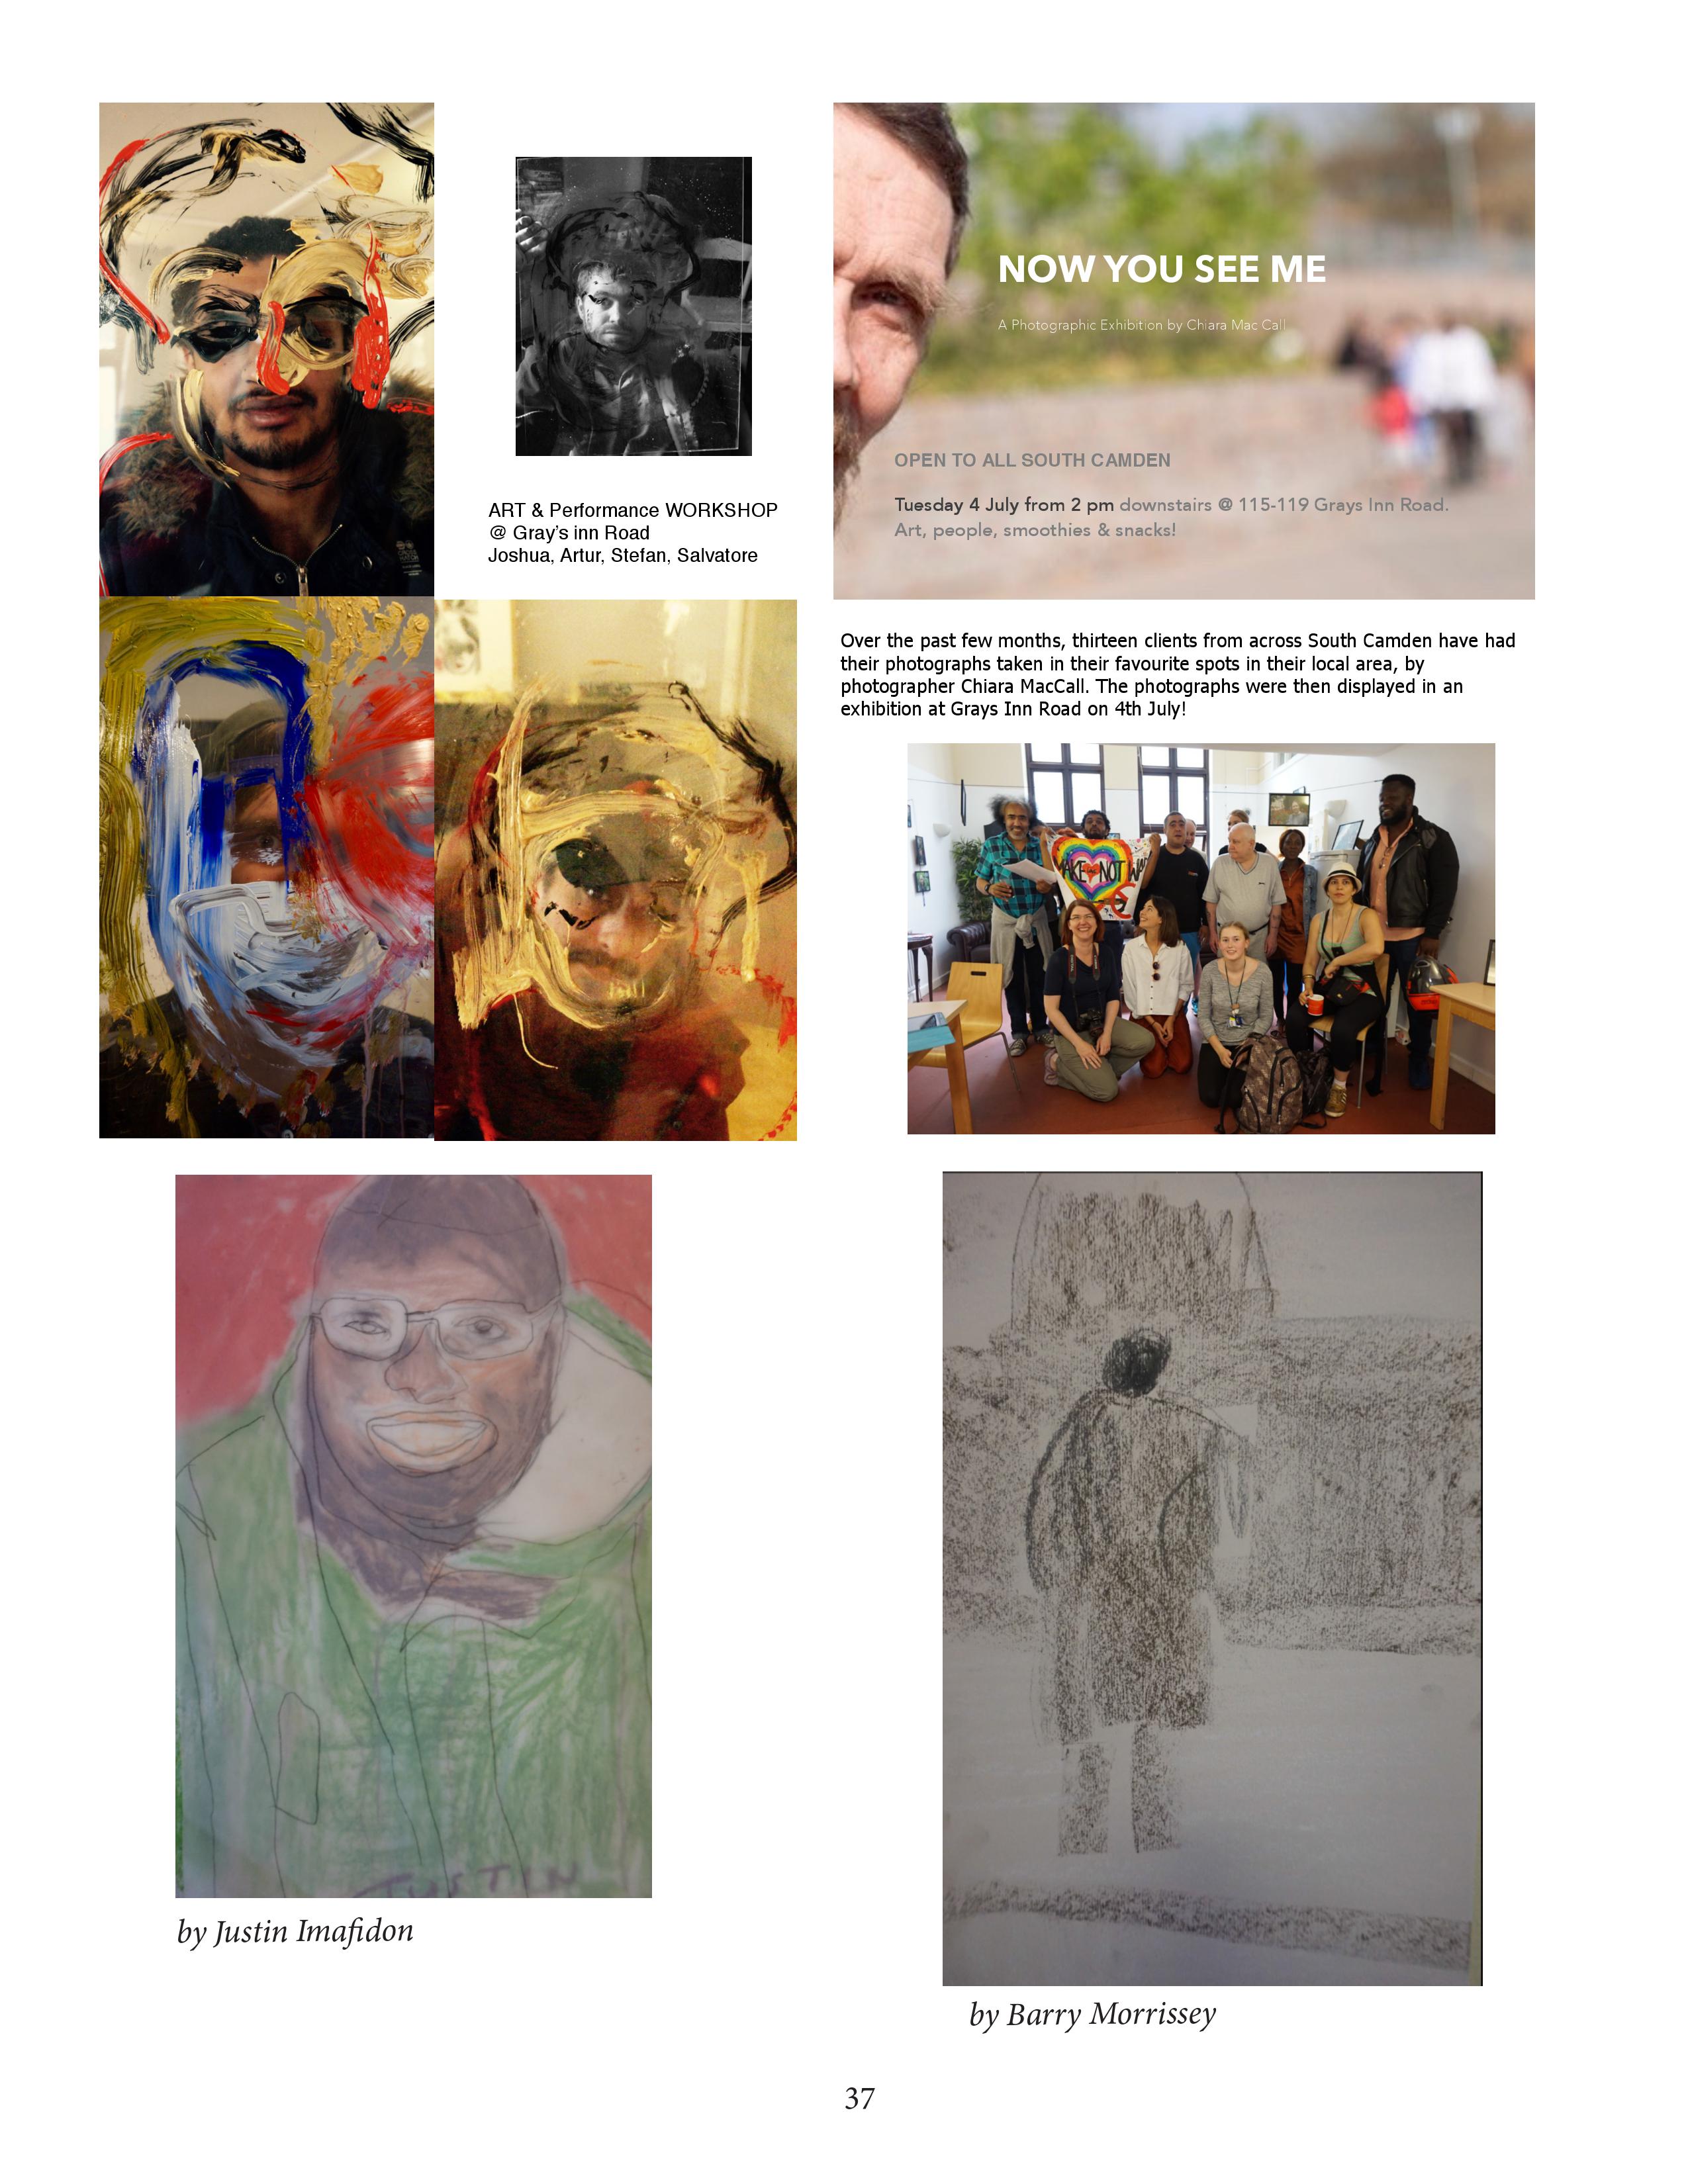 ART & Performance WORKSHOP
@ Gray's inn Road
Joshua, Artur, Stefan, Salvatore
NOW YOU SEE ME
A Photographic Exhibition by Chiara Mac Call
OPEN TO ALL SOUTH CAMDEN
Tuesday 4 July from 2 pm downstairs @ 115-119 Grays Inn Road.
Art, people, smoothies & snacks!
Over the past few months, thirteen clients from across South Camden have had
their photographs taken in their favourite spots in their local area, by
photographer Chiara MacCall. The photographs were then displayed in an
exhibition at Grays Inn Road on 4th July!
AKE NOT WA
JUSTIN
by Justin Imafidon
by Barry Morrissey
37